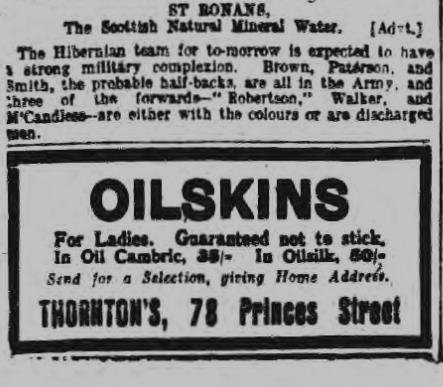 ST RONANS,
The Scottish Natural Mineral Water. [Advt.]
The Hibernian team for to-morrow is expected to have
a strong military complexion. Brown, Paterson, and
Smith, the probable half-backs, are all in the Army, and
three of the forwards—"Robertson," Walker, and
M'Candless—are either with the colours or are discharged
men.
OILSKINS
For Ladies. Guaranteed not to stick.
In Oil Cambric, 35/- In Oilsilk, 50/-
Send for a Selection, giving Home Address.
THORNTON'S, 78 Princes Street